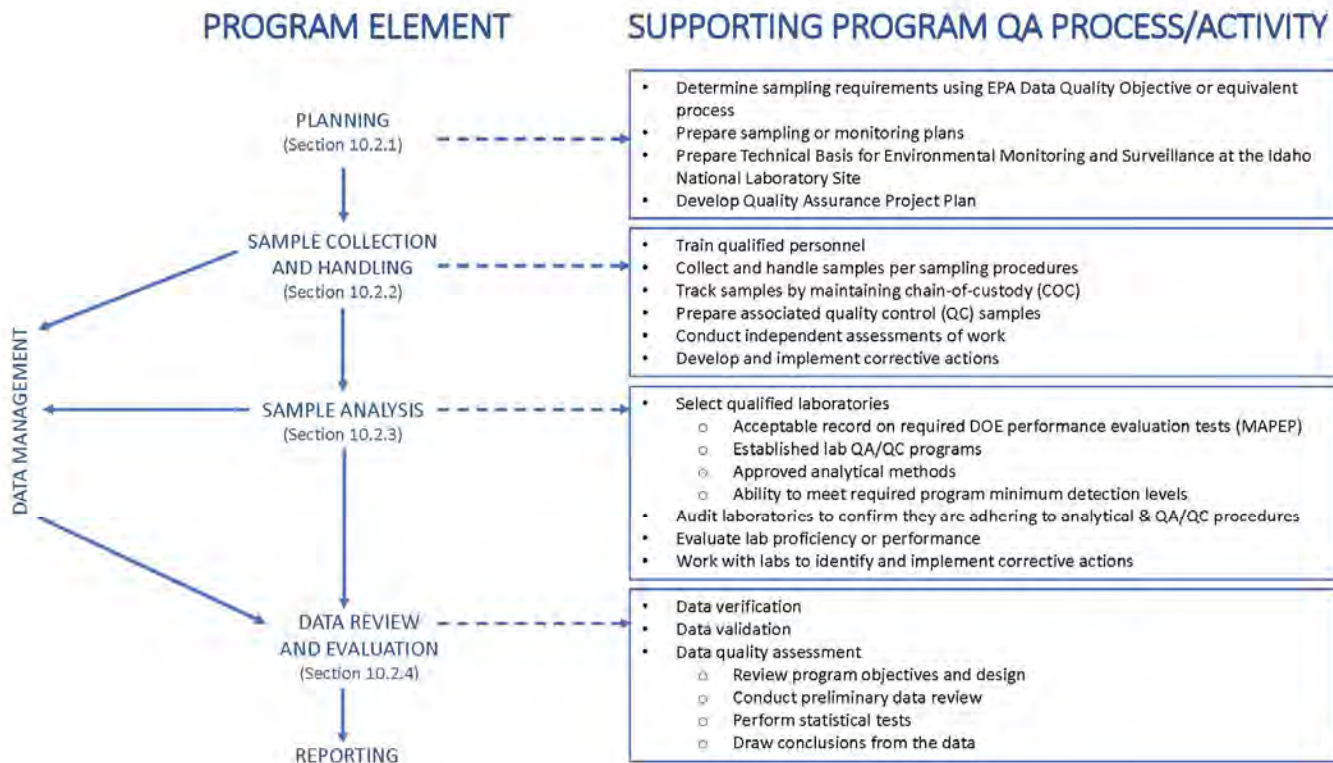 PROGRAM ELEMENT
SUPPORTING PROGRAM QA PROCESS/ACTIVITY
PLANNING
(Section 10.2.1)
• Determine sampling requirements using EPA Data Quality Objective or equivalent
process
• Prepare sampling or monitoring plans
• Prepare Technical Basis for Environmental Monitoring and Surveillance at the Idaho
National Laboratory Site
• Develop Quality Assurance Project Plan
SAMPLE COLLECTION
AND HANDLING
(Section 10.2.2)
• Train qualified personnel
• Collect and handle samples per sampling procedures
• Track samples by maintaining chain-of-custody (COC)
• Prepare associated quality control (QC) samples
• Conduct independent assessments of work
• Develop and implement corrective actions
DATA MANAGEMENT
SAMPLE ANALYSIS
(Section 10.2.3)
• Select qualified laboratories
o Acceptable record on required DOE performance evaluation tests (MAPEP)
o Established lab QA/QC programs
o Approved analytical methods
o Ability to meet required program minimum detection levels
• Audit laboratories to confirm they are adhering to analytical & QA/QC procedures
• Evaluate lab proficiency or performance
• Work with labs to identify and implement corrective actions
DATA REVIEW
AND EVALUATION
(Section 10.2.4)
• Data verification
• Data validation
• Data quality assessment
o Review program objectives and design
o Conduct preliminary data review
o Perform statistical tests
o Draw conclusions from the data
REPORTING